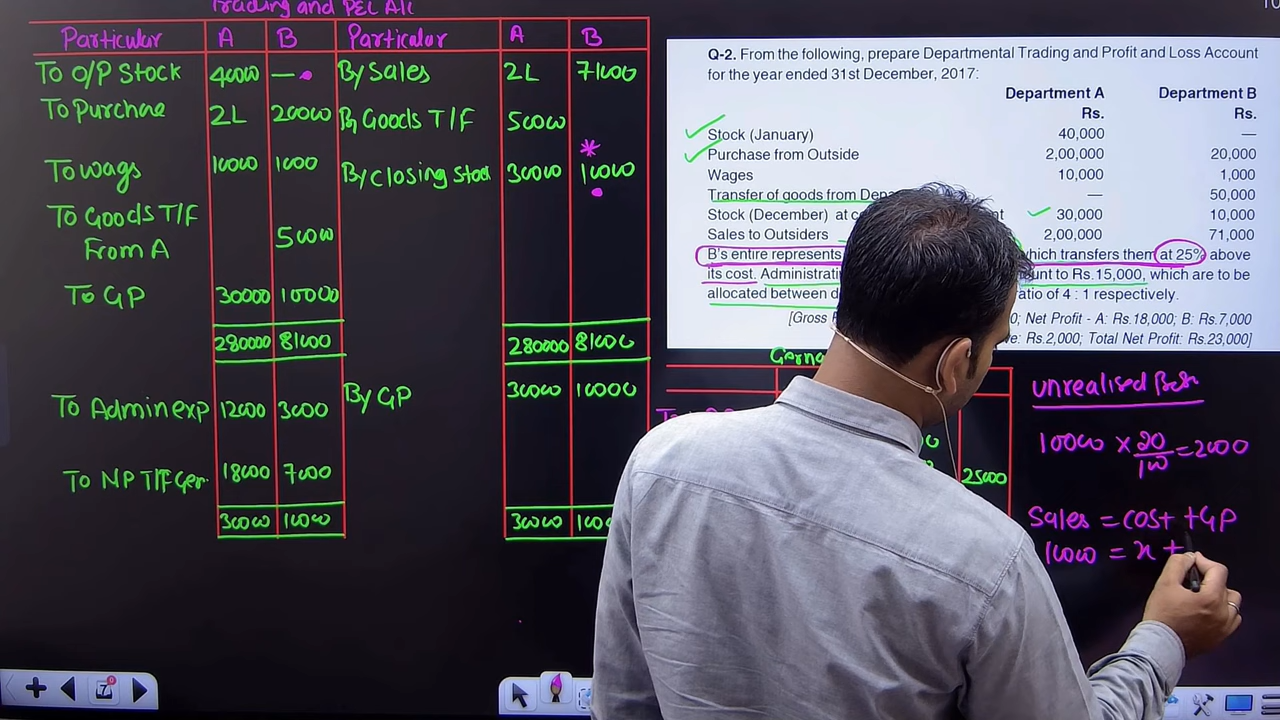 Trading and P&L A/c
Particular A B Particular A B
To O/P Stock 40000 — By Sales 2L 71000
To Purchase 2L 20000 By Goods T/F 50000
To wags 10000 1000 By Closing Stock 30000 10000
To Goods T/F
From A 50000
To GP 30000 10000
280000 81000 280000 81000
To Admin exp 12000 3000 By GP 30000 10000
To NP T/F Gen. 18000 7000
30000 10000 30000
Q-2. From the following, prepare Departmental Trading and Profit and Loss Account
for the year ended 31st December, 2017:
Department A Department B
Rs. Rs.
Stock (January) 40,000 —
Purchase from Outside 2,00,000 20,000
Wages 10,000 1,000
Transfer of goods from — 50,000
Stock (December) at 30,000 10,000
Sales to Outsiders 2,00,000 71,000
B's entire represents which transfers them at 25% above
its cost. to Rs.15,000, which are to be
allocated between ratio of 4 : 1 respectively.
[Gross Net Profit - A: Rs.18,000; B: Rs.7,000
Rs.2,000; Total Net Profit: Rs.23,000]
25000
unrealised
10000 × 20/100 = 2000
Sales = Cost + GP
10000 = x +